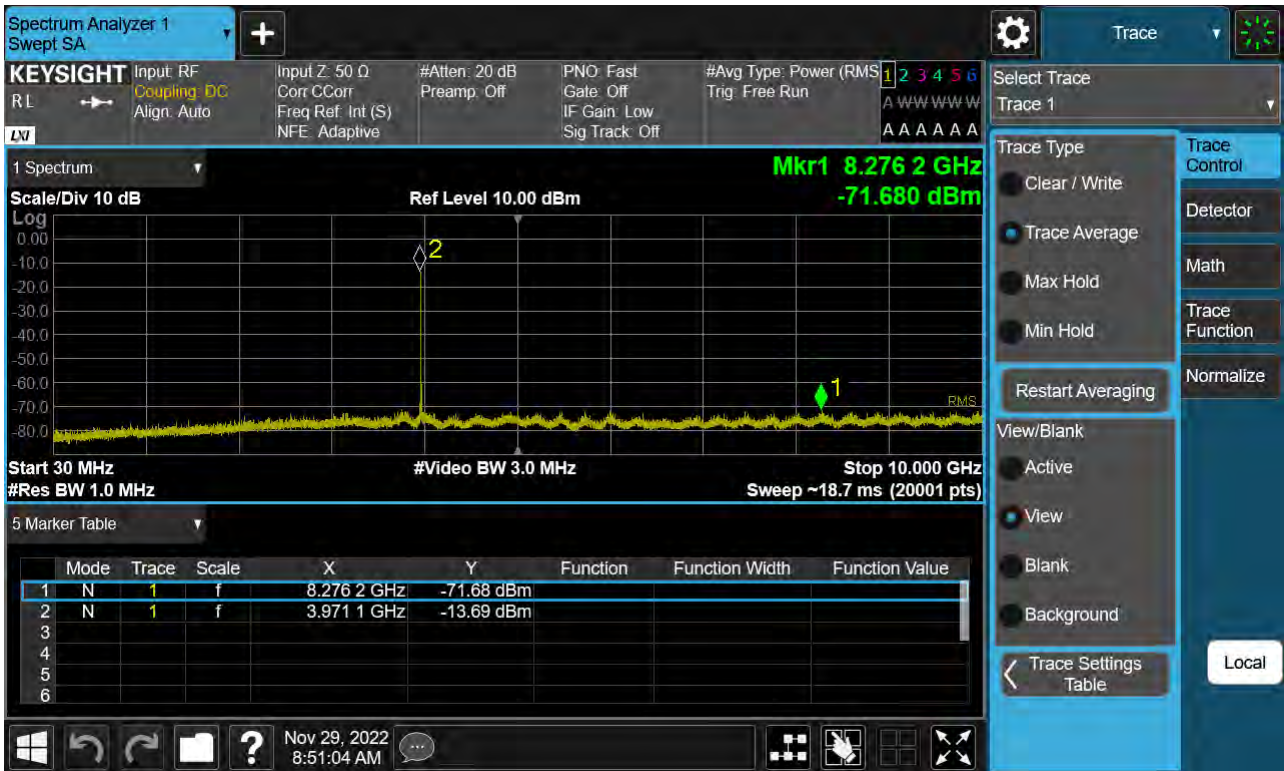 Spectrum Analyzer 1
Swept SA
+
Trace
KEYSIGHT Input: RF Input Z: 50 Ω #Atten: 20 dB PNO: Fast #Avg Type: Power (RMS 1 2 3 4 5 6
RL Coupling: DC Corr CCorr Preamp: Off Gate: Off Trig: Free Run A W W W W W
Align: Auto Freq Ref: Int (S) IF Gain: Low
LXI NFE: Adaptive Sig Track: Off A A A A A A
Select Trace
Trace 1
1 Spectrum
Mkr1 8.276 2 GHz
Scale/Div 10 dB Ref Level 10.00 dBm -71.680 dBm
Log
0.00
-10.0
-20.0
-30.0
-40.0
-50.0
-60.0
-70.0
-80.0
2
1
RMS
Start 30 MHz #Video BW 3.0 MHz Stop 10.000 GHz
#Res BW 1.0 MHz Sweep ~18.7 ms (20001 pts)
5 Marker Table
Mode Trace Scale X Y Function Function Width Function Value
1 N 1 f 8.276 2 GHz -71.68 dBm
2 N 1 f 3.971 1 GHz -13.69 dBm
3
4
5
6
Trace Type
Clear / Write
Trace Average
Max Hold
Min Hold
Restart Averaging
View/Blank
Active
View
Blank
Background
Trace Settings
Table
Trace
Control
Detector
Math
Trace
Function
Normalize
Local
?
Nov 29, 2022
8:51:04 AM